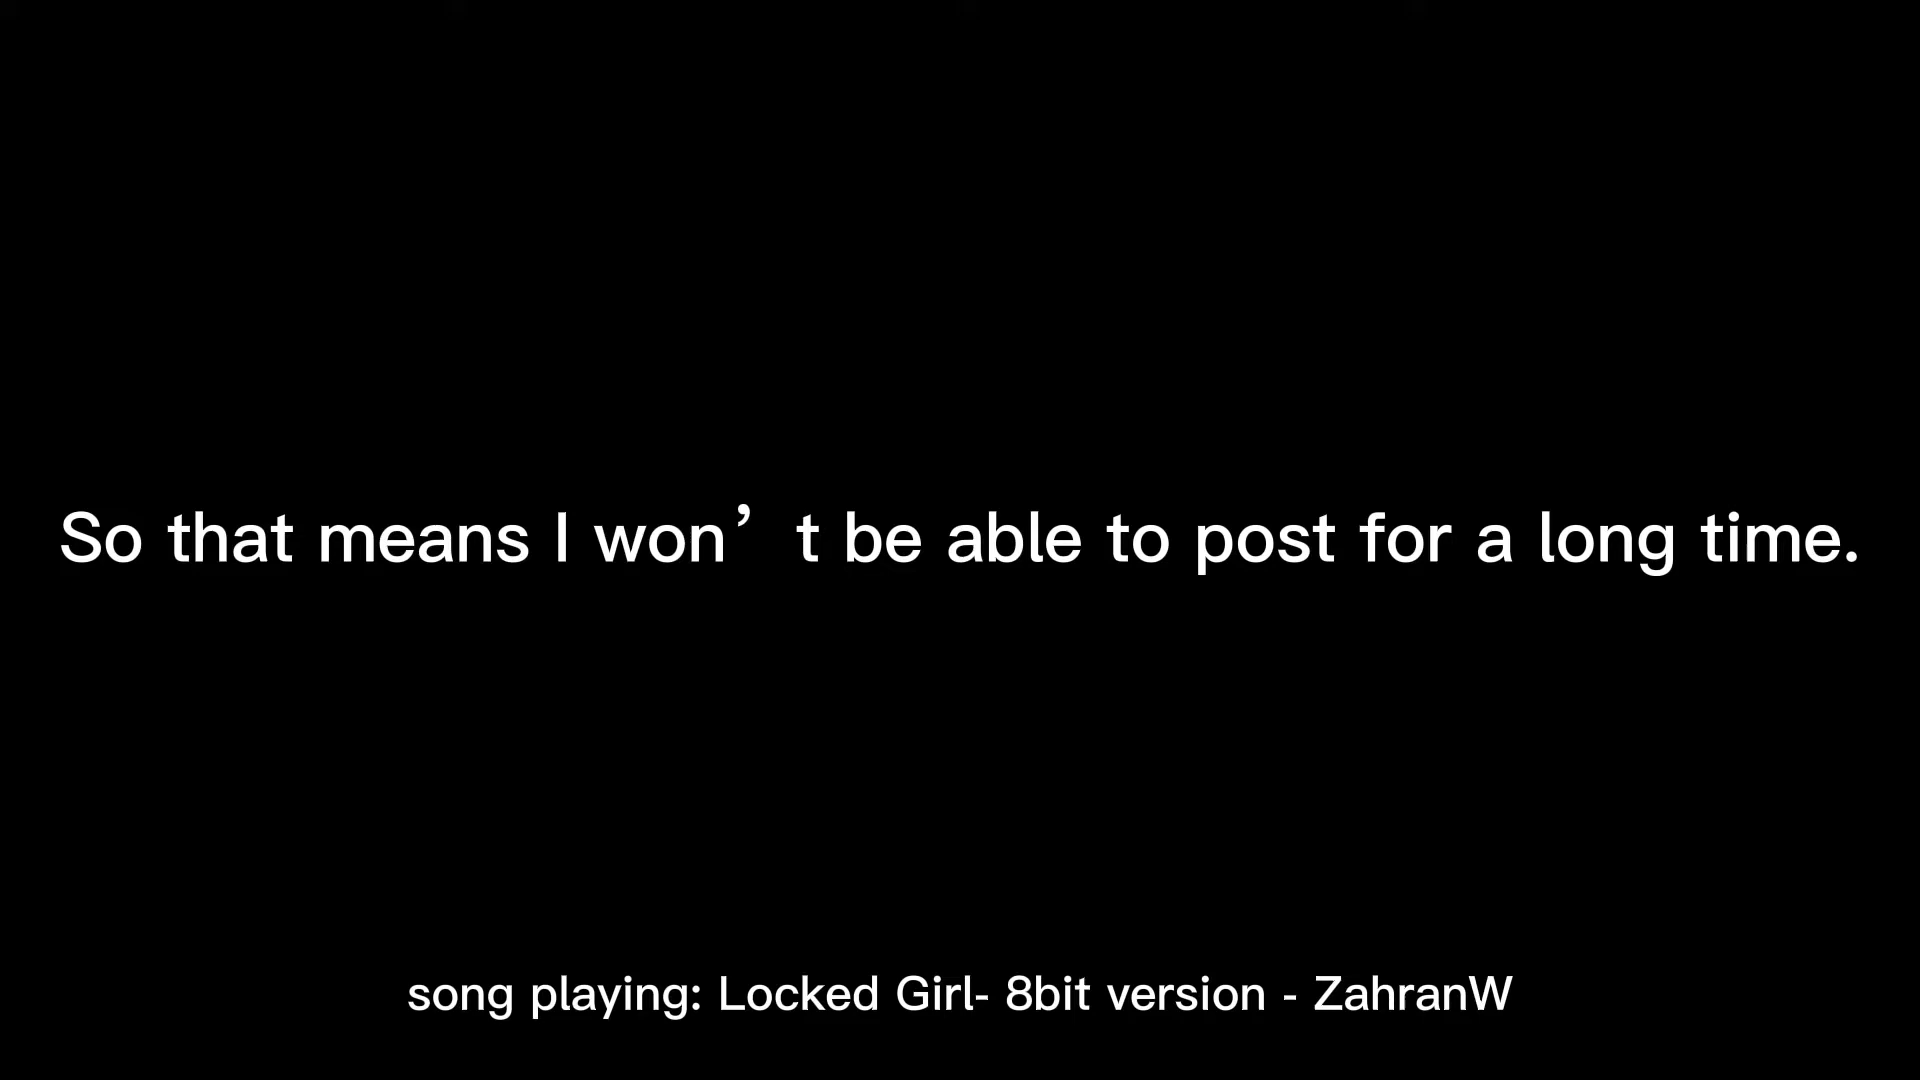 So that means I won’t be able to post for a long time.
song playing: Locked Girl- 8bit version - ZahranW